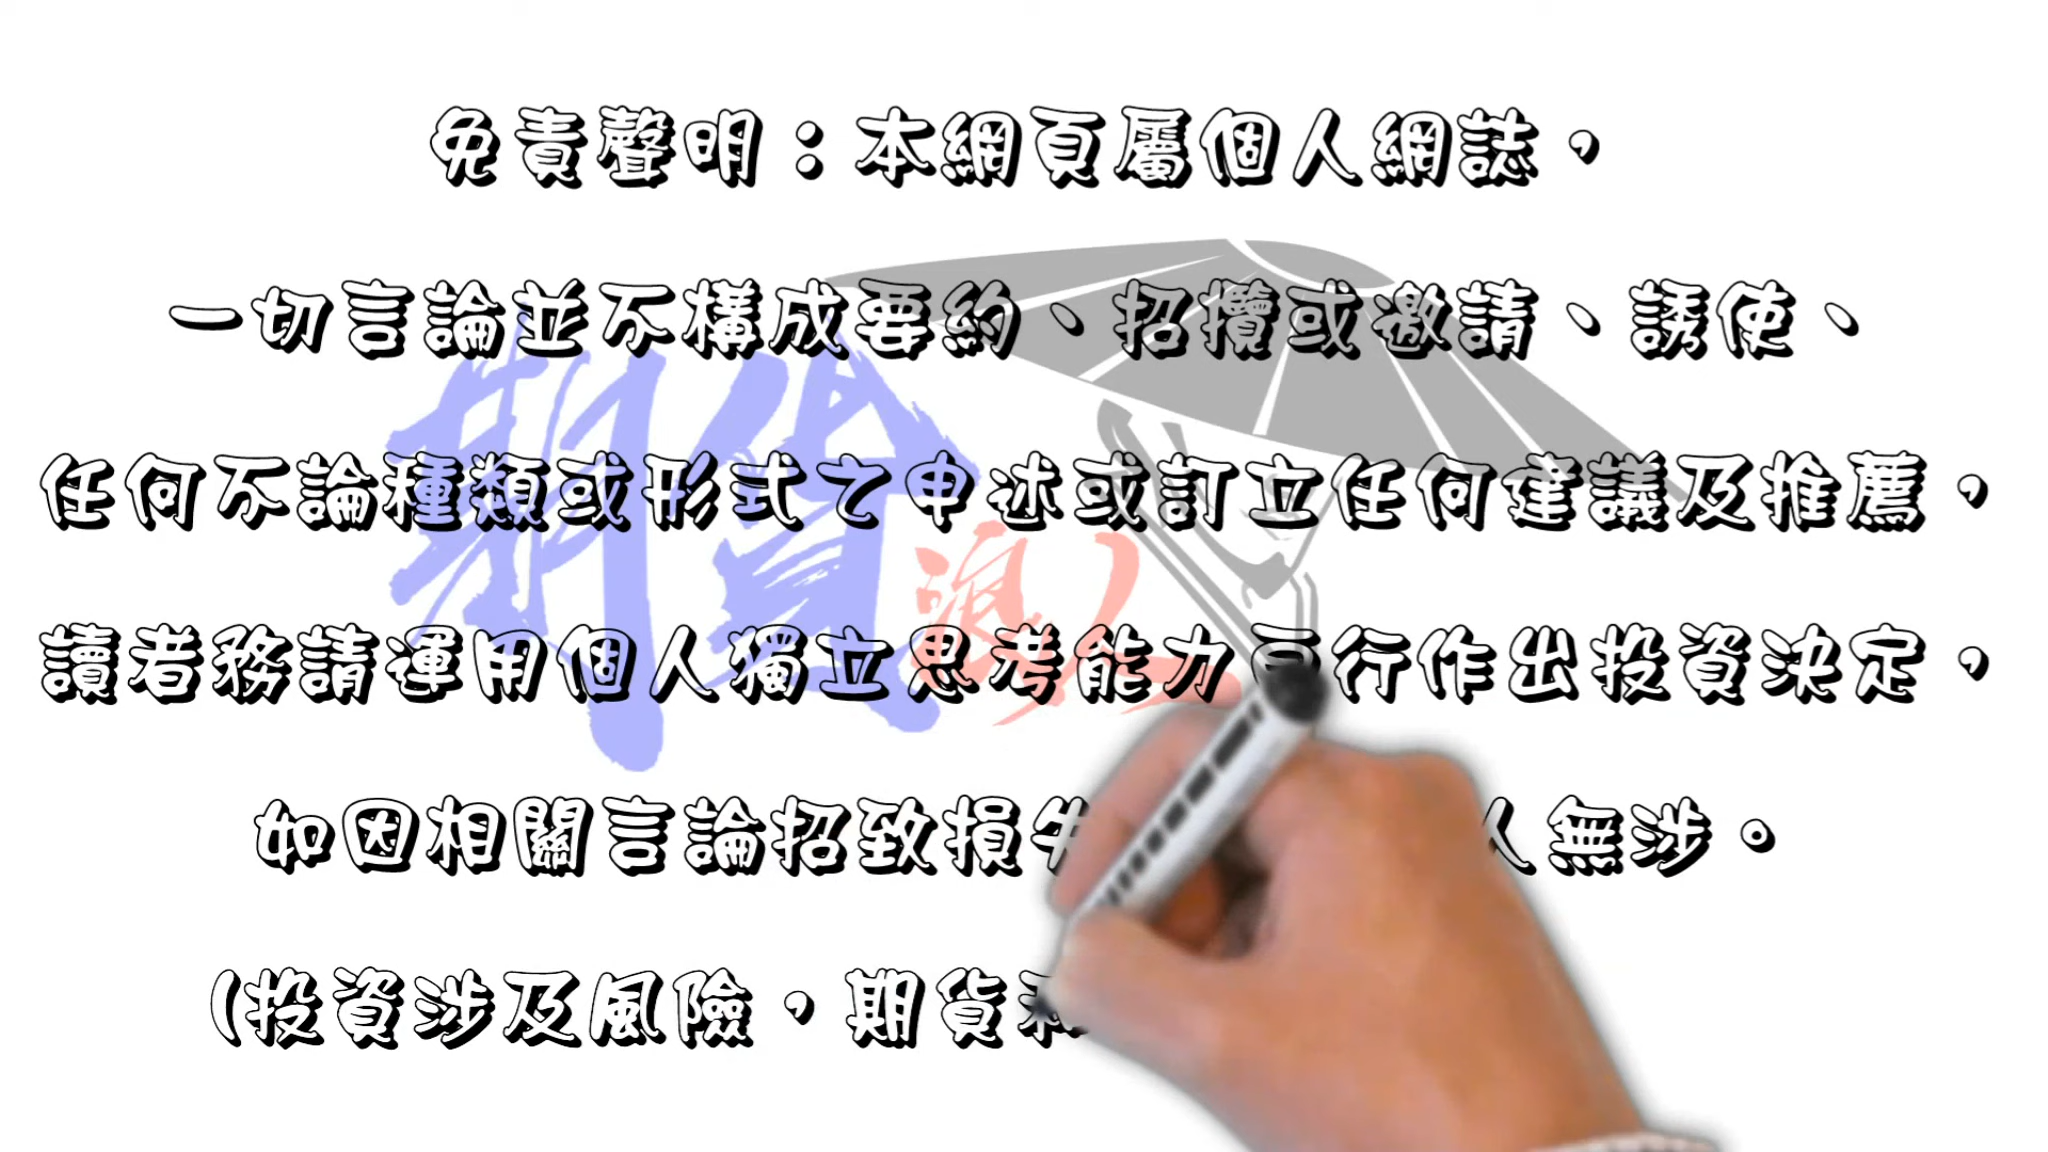 免責聲明：本網頁屬個人網誌，
一切言論並不構成要約、招攬或邀請、誘使、
任何不論種類或形式之申述或訂立任何建議及推薦，
讀者務請運用個人獨立思考能力自行作出投資決定，
如因相關言論招致損失人無涉。
(投資涉及風險，期貨
期貨
浪人